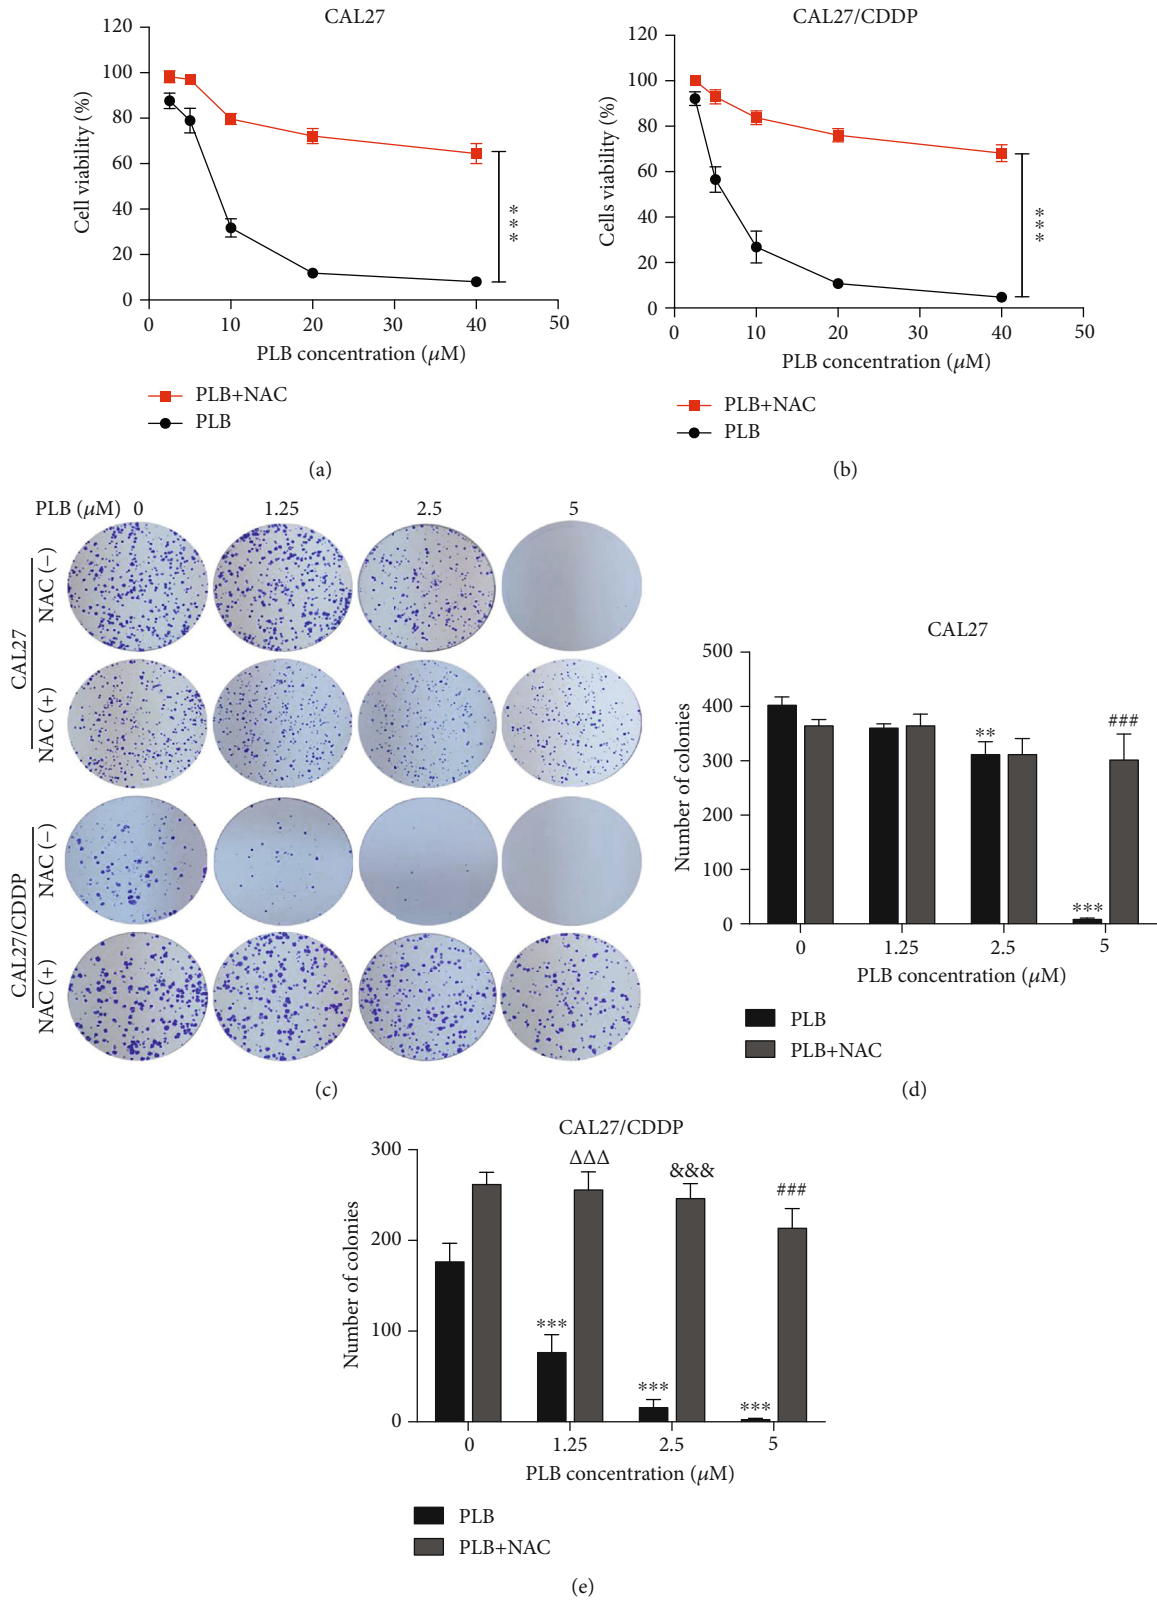 CAL27
120
100
80
60
40
20
0
Cell viability (%)
***
0 10 20 30 40 50
PLB concentration (μM)
PLB+NAC
PLB
(a)
CAL27/CDDP
120
100
80
60
40
20
0
Cells viability (%)
***
0 10 20 30 40 50
PLB concentration (μM)
PLB+NAC
PLB
(b)
PLB (μM) 0 1.25 2.5 5
CAL27
NAC (−)
NAC (+)
CAL27/CDDP
NAC (−)
NAC (+)
(c)
CAL27
500
400
300
200
100
0
Number of colonies
**
***
###
0 1.25 2.5 5
PLB concentration (μM)
PLB
PLB+NAC
(d)
CAL27/CDDP
300
200
100
0
Number of colonies
ΔΔΔ
&&&
###
***
***
***
0 1.25 2.5 5
PLB concentration (μM)
PLB
PLB+NAC
(e)